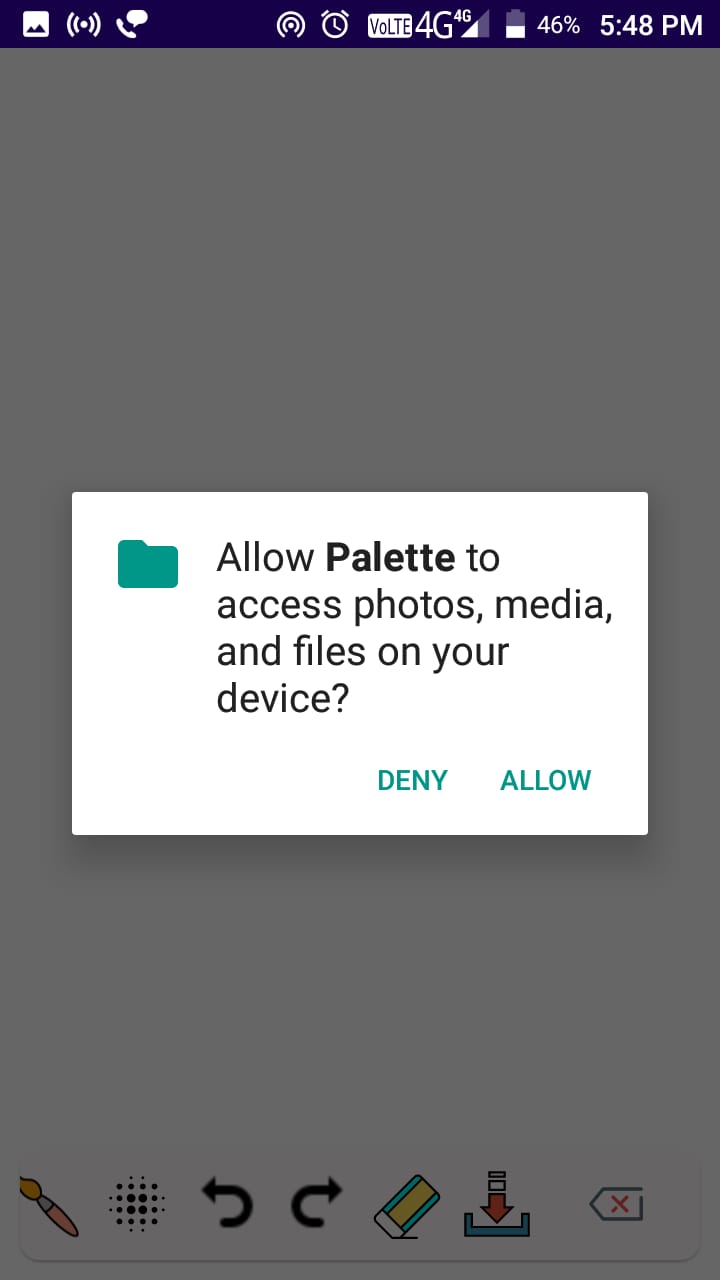 VoLTE 4G 4G 46% 5:48 PM
Allow Palette to
access photos, media,
and files on your
device?
DENY ALLOW